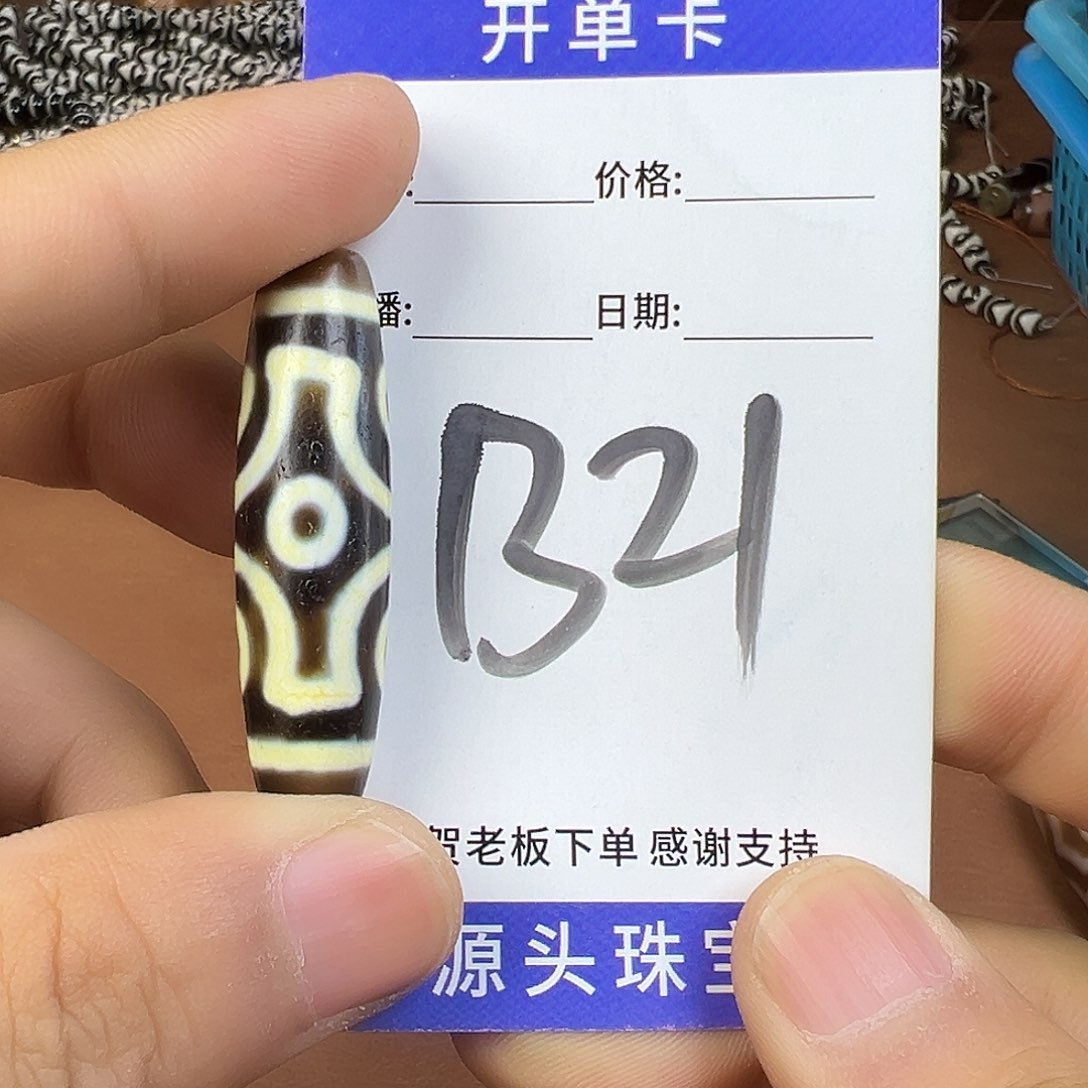 开单卡
价格:
播: 日期:
B21
贺老板下单 感谢支持
源头珠宝